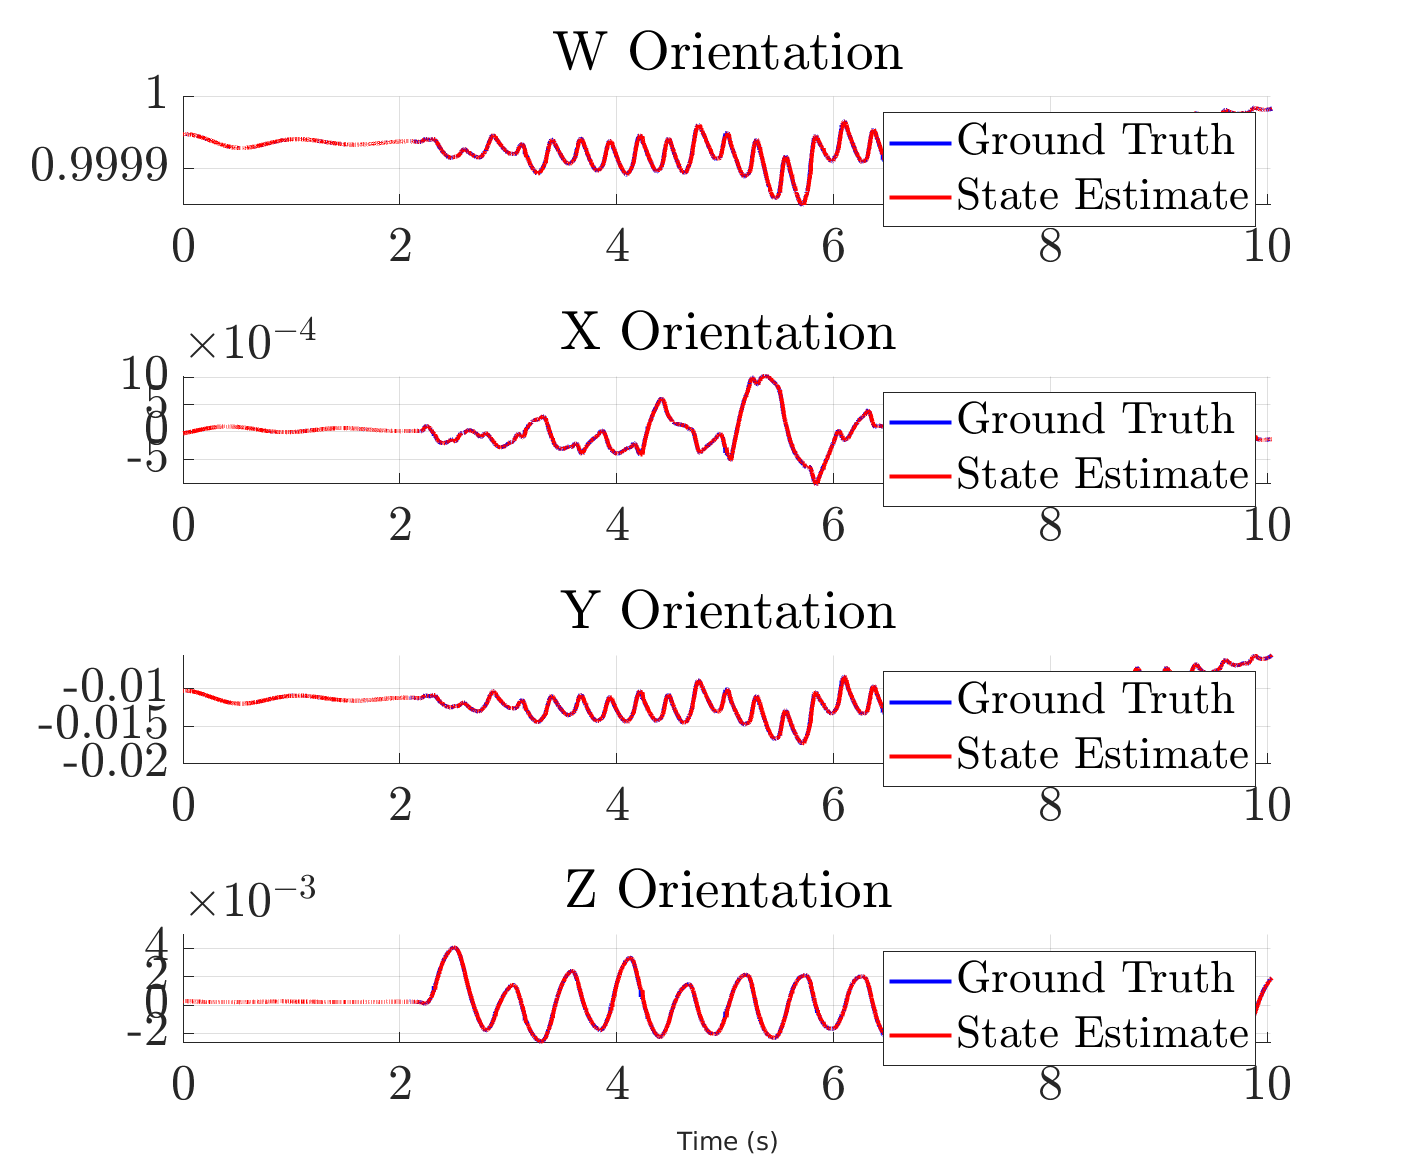 W Orientation
1
0.9999
Ground Truth
State Estimate
0 2 4 6 8 10
X Orientation
×10⁻⁴
10
5
0
-5
Ground Truth
State Estimate
0 2 4 6 8 10
Y Orientation
-0.01
-0.015
-0.02
Ground Truth
State Estimate
0 2 4 6 8 10
Z Orientation
×10⁻³
4
2
0
-2
Ground Truth
State Estimate
0 2 4 6 8 10
Time (s)